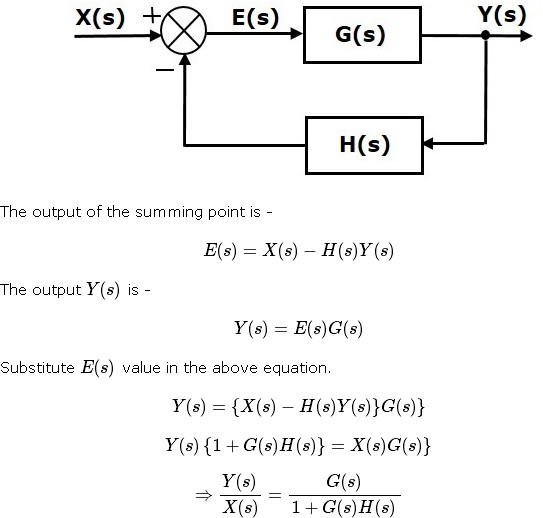 X(s) + E(s) Y(s)
G(s)
−
H(s)
The output of the summing point is -
E(s) = X(s) − H(s)Y(s)
The output Y(s) is -
Y(s) = E(s)G(s)
Substitute E(s) value in the above equation.
Y(s) = {X(s) − H(s)Y(s)}G(s)}
Y(s) {1 + G(s)H(s)} = X(s)G(s)}
⇒ Y(s)/X(s) = G(s)/1 + G(s)H(s)